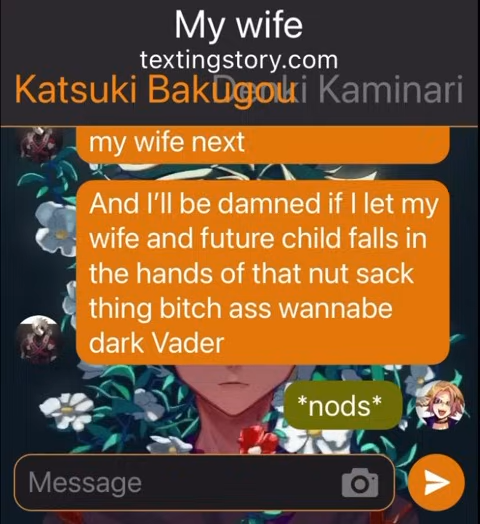 My wife
textingstory.com
Katsuki Bakugou Denki Kaminari
my wife next
And I'll be damned if I let my
wife and future child falls in
the hands of that nut sack
thing bitch ass wannabe
dark Vader
*nods*
Message